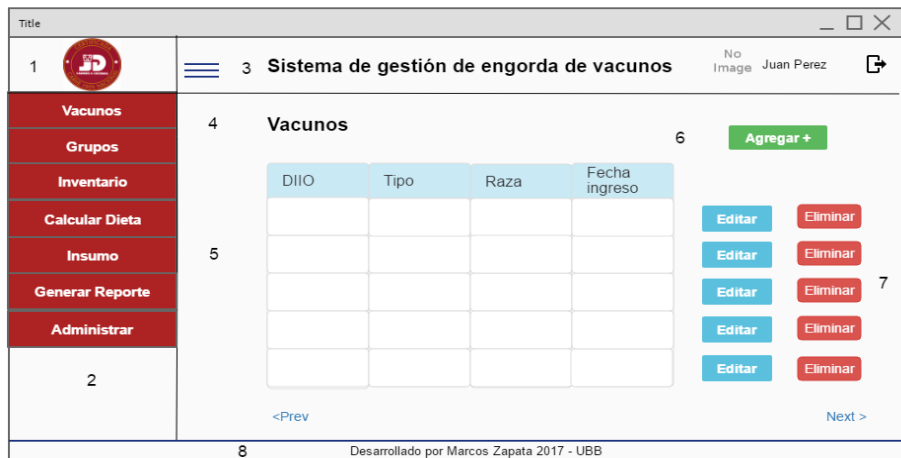 Title
1
JD
3 Sistema de gestión de engorda de vacunos
No
Image
Juan Perez
Vacunos
Grupos
Inventario
Calcular Dieta
Insumo
Generar Reporte
Administrar
2
4 Vacunos
6 Agregar +
DIIO Tipo Raza Fecha
ingreso
Editar Eliminar
5 Editar Eliminar
Editar Eliminar 7
Editar Eliminar
Editar Eliminar
<Prev Next >
8 Desarrollado por Marcos Zapata 2017 - UBB